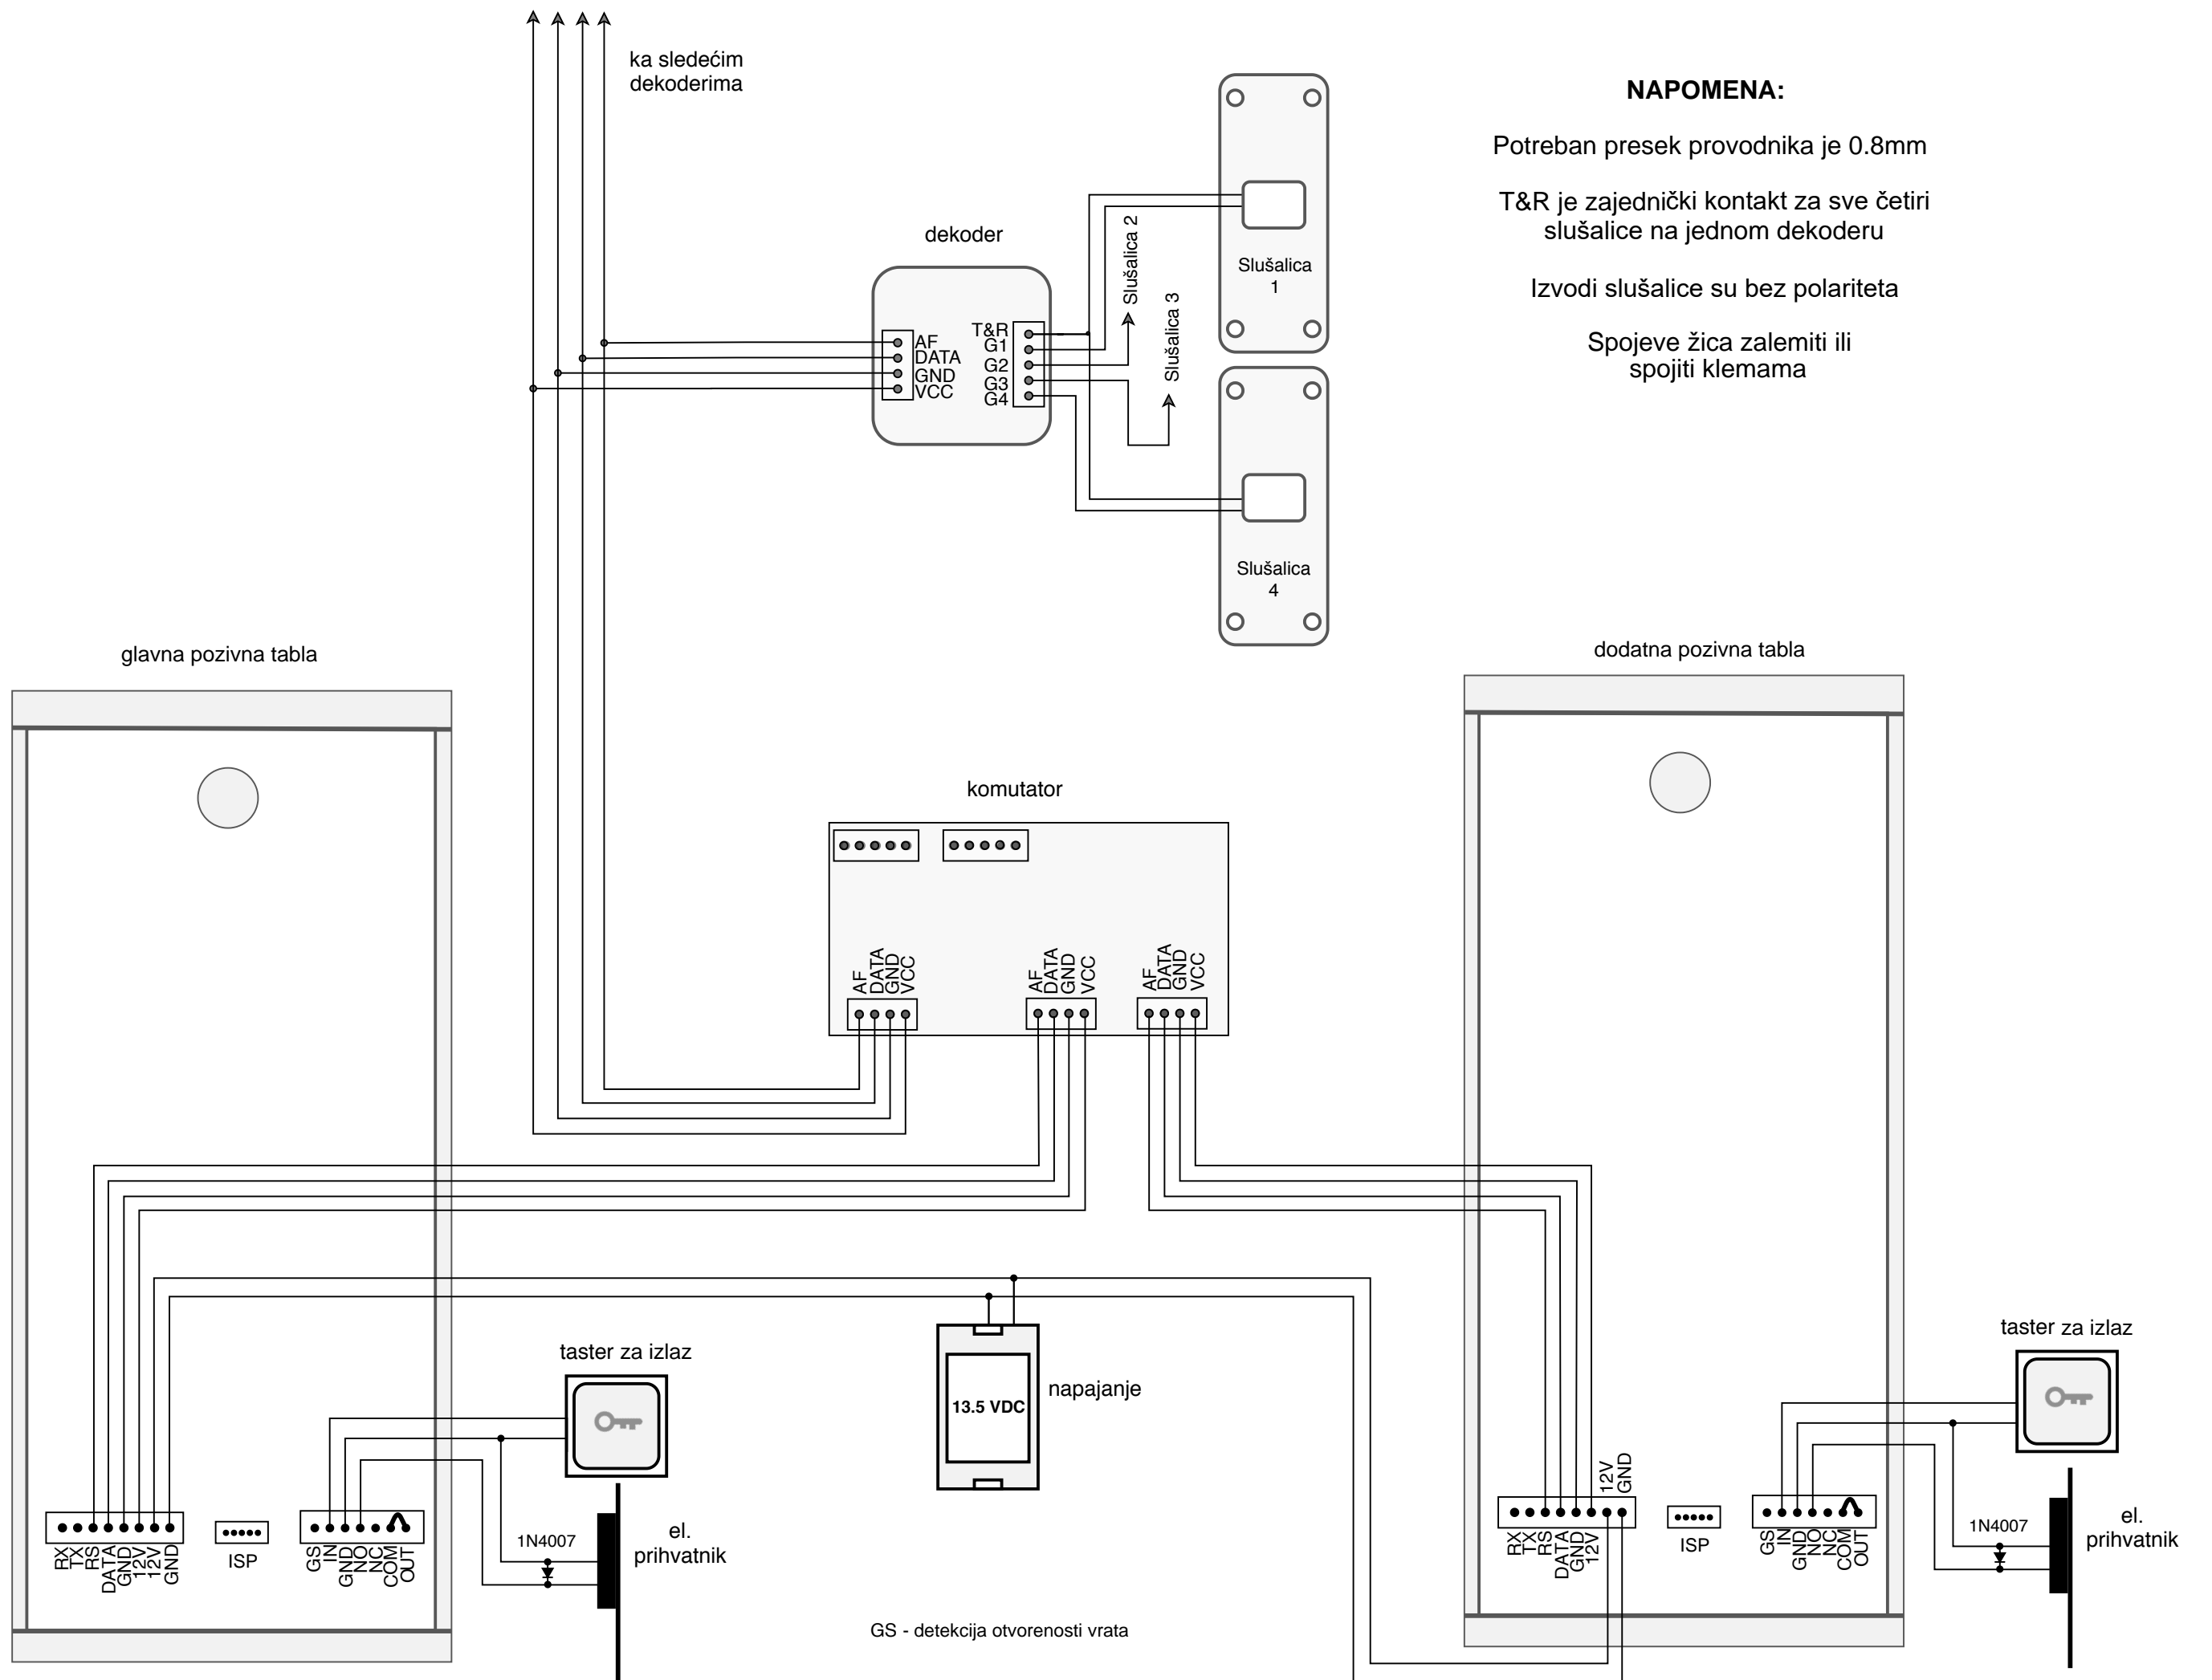 ka sledećim
dekoderima
NAPOMENA:
Potreban presek provodnika je 0.8mm
T&R je zajednički kontakt za sve četiri
slušalice na jednom dekoderu
Izvodi slušalice su bez polariteta
Spojeve žica zalemiti ili
spojiti klemama
dekoder
AF
DATA
GND
VCC
T&R
G1
G2
G3
G4
Slušalica 2
Slušalica 3
Slušalica
1
Slušalica
4
glavna pozivna tabla
dodatna pozivna tabla
komutator
AF
DATA
GND
VCC
AF
DATA
GND
VCC
AF
DATA
GND
VCC
taster za izlaz
13.5 VDC
napajanje
taster za izlaz
RX
TX
RS
DATA
GND
12V
12V
GND
ISP
GS
IN
GND
NO
NC
COM
OUT
1N4007
el.
prihvatnik
12V
GND
RX
TX
RS
DATA
GND
12V
ISP
GS
IN
GND
NO
NC
COM
OUT
1N4007
el.
prihvatnik
GS - detekcija otvorenosti vrata